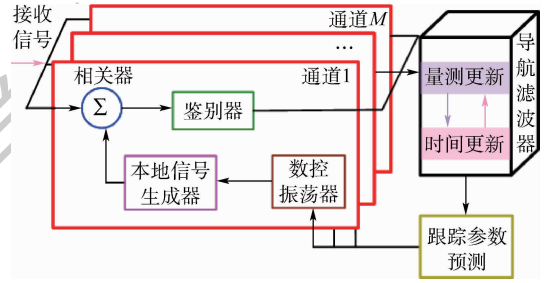 接收
信号
通道M
...
通道1
相关器
Σ
鉴别器
本地信号
生成器
数控
振荡器
导航滤波器
量测更新
时间更新
跟踪参数
预测